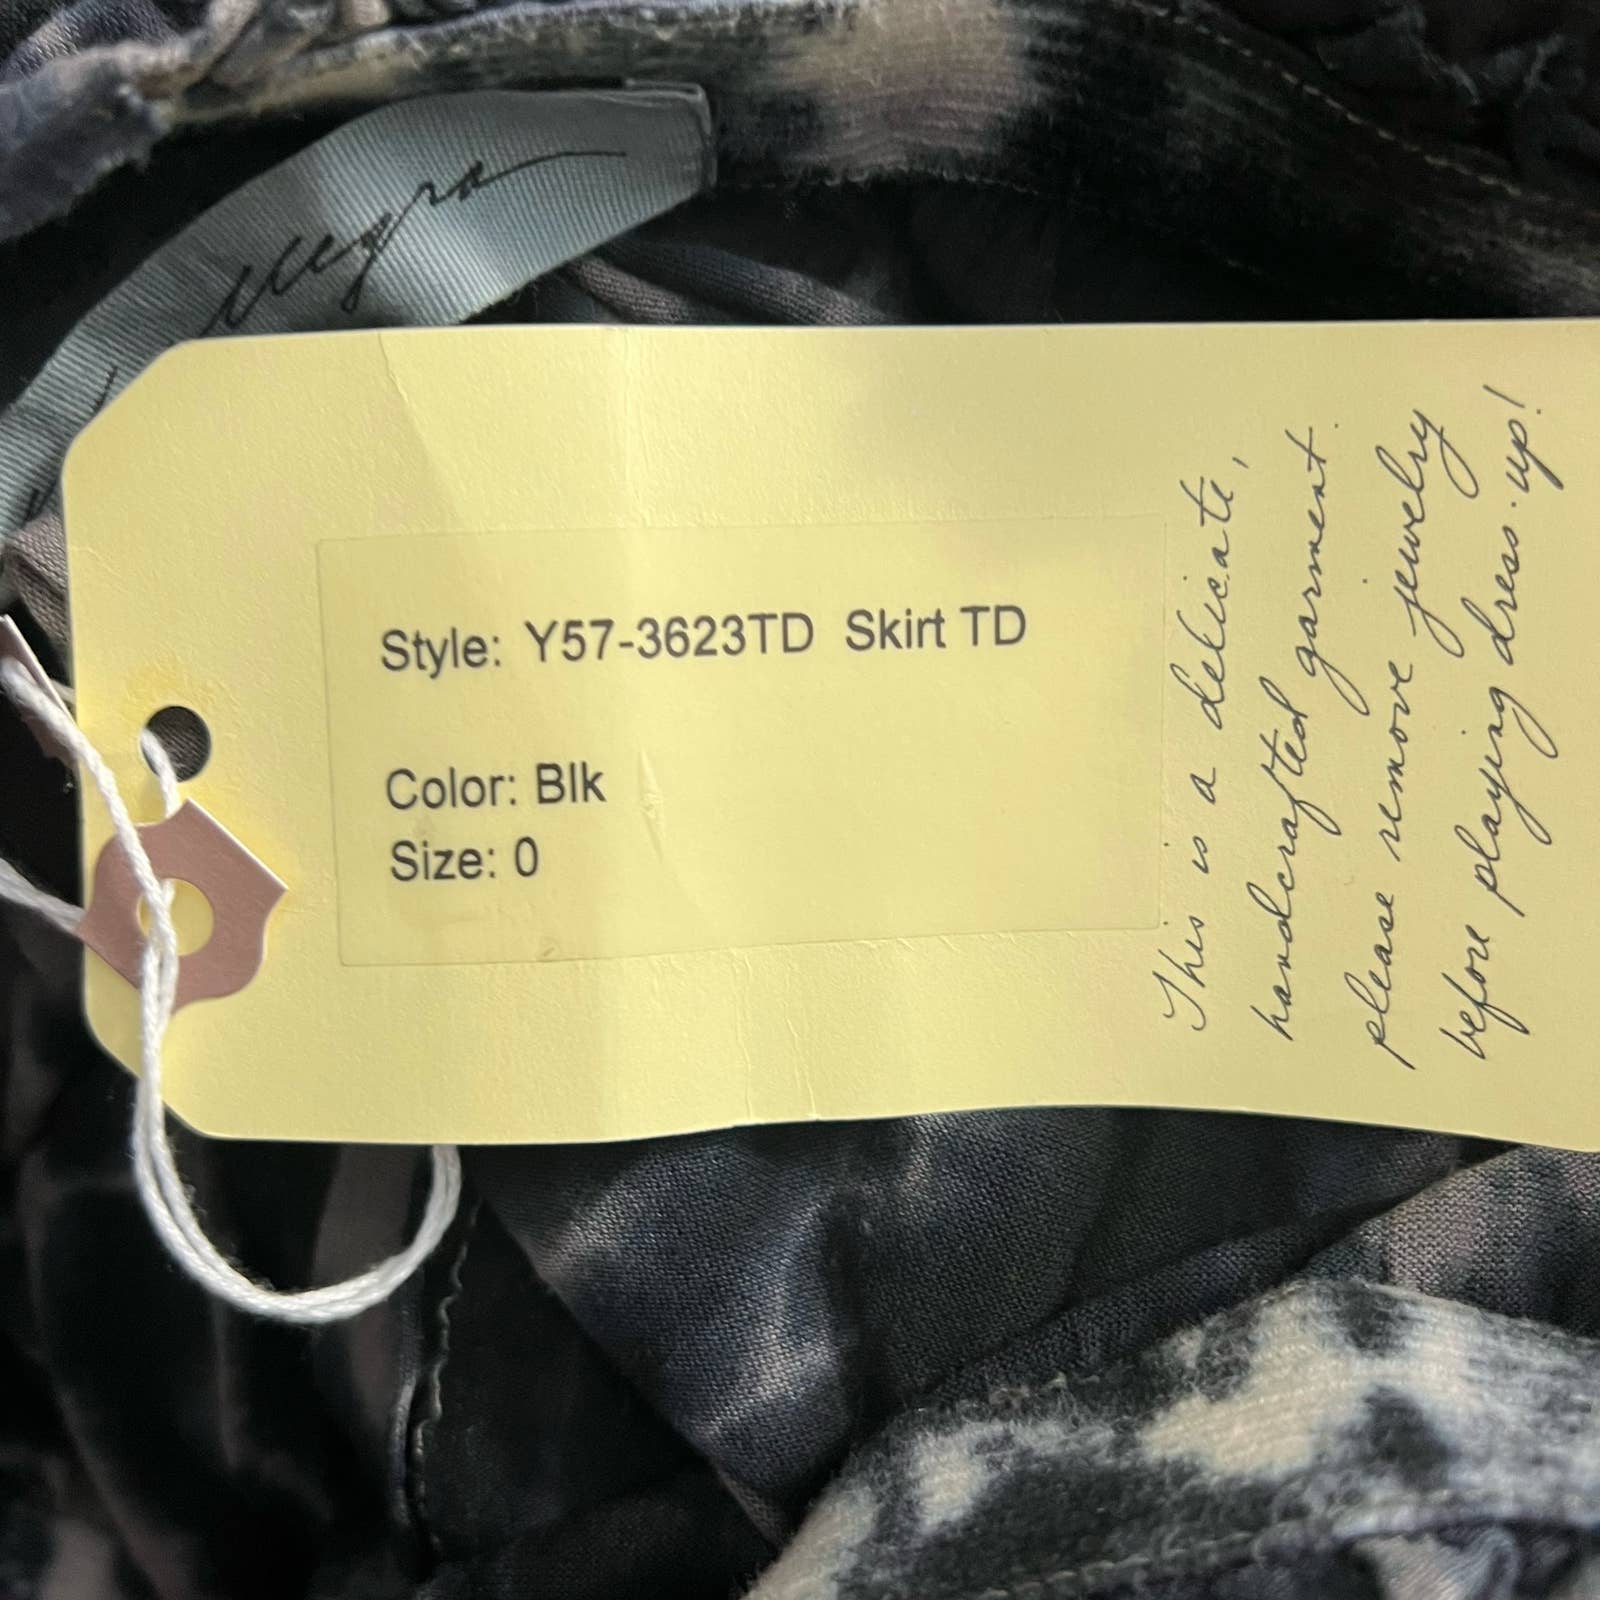 Style: Y57-3623TD Skirt TD
Color: Blk
Size: 0
This is a delicate,
handcrafted garment.
please remove jewelry
before playing dress-up!